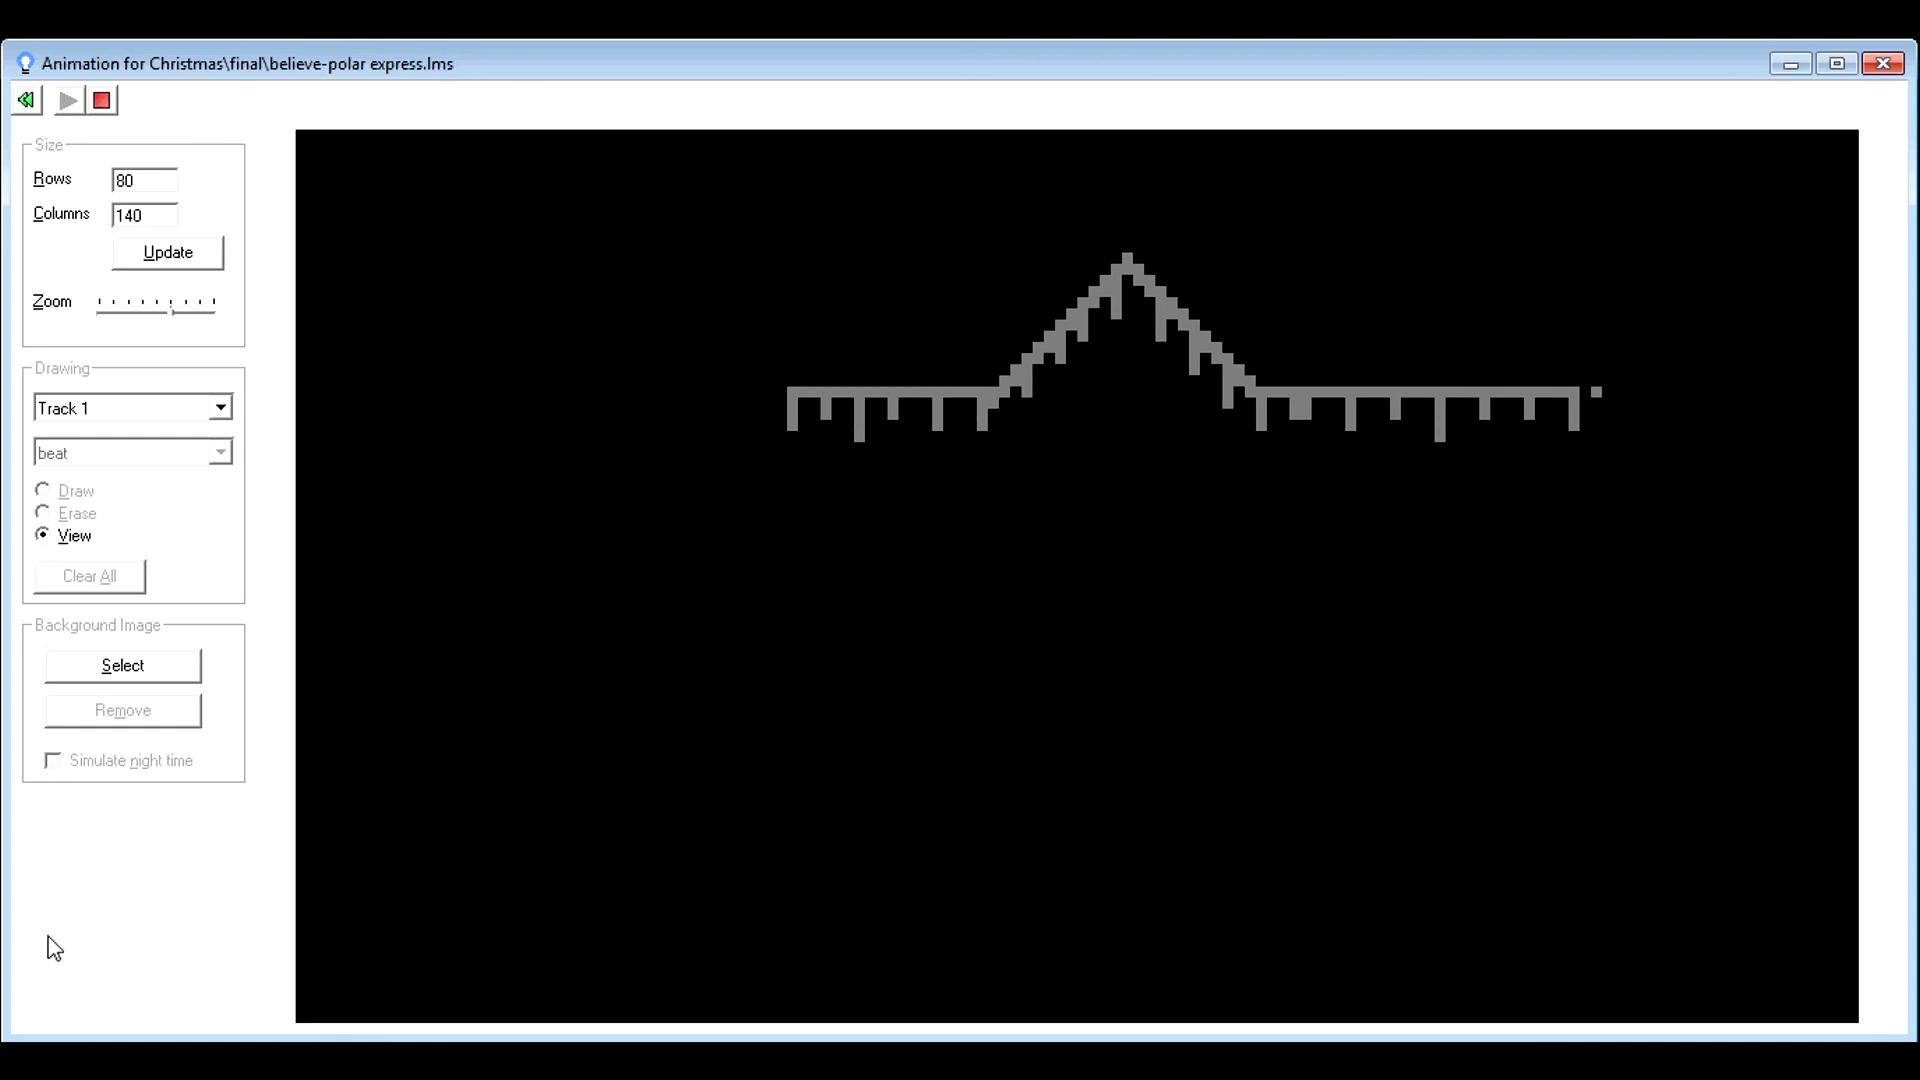 Animation for Christmas\final\believe-polar express.lms
Size
Rows 80
Columns 140
Update
Zoom
Drawing
Track 1
beat
Draw
Erase
View
Clear All
Background Image
Select
Remove
Simulate night time